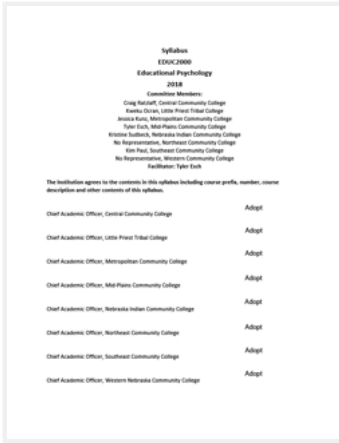 Syllabus
EDUC2000
Educational Psychology
2018
Committee Members:
Craig Ratzlaff, Central Community College
Kweku Ocran, Little Priest Tribal College
Jessica Kunz, Metropolitan Community College
Tyler Esch, Mid-Plains Community College
Kristine Sudbeck, Nebraska Indian Community College
No Representative, Northeast Community College
Kim Paul, Southeast Community College
No Representative, Western Community College
Facilitator: Tyler Esch
The Institution agrees to the contents in this syllabus including course prefix, number, course
description and other contents of this syllabus.
Adopt
Chief Academic Officer, Central Community College
Adopt
Chief Academic Officer, Little Priest Tribal College
Adopt
Chief Academic Officer, Metropolitan Community College
Adopt
Chief Academic Officer, Mid-Plains Community College
Adopt
Chief Academic Officer, Nebraska Indian Community College
Adopt
Chief Academic Officer, Northeast Community College
Adopt
Chief Academic Officer, Southeast Community College
Adopt
Chief Academic Officer, Western Nebraska Community College